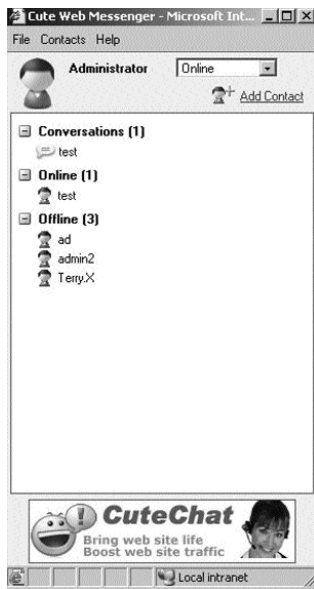 Cute Web Messenger - Microsoft Int...
File Contacts Help
Administrator Online
Add Contact
Conversations (1)
test
Online (1)
test
Offline (3)
ad
admin2
Terry.X
CuteChat
Bring web site life
Boost web site traffic
Local intranet